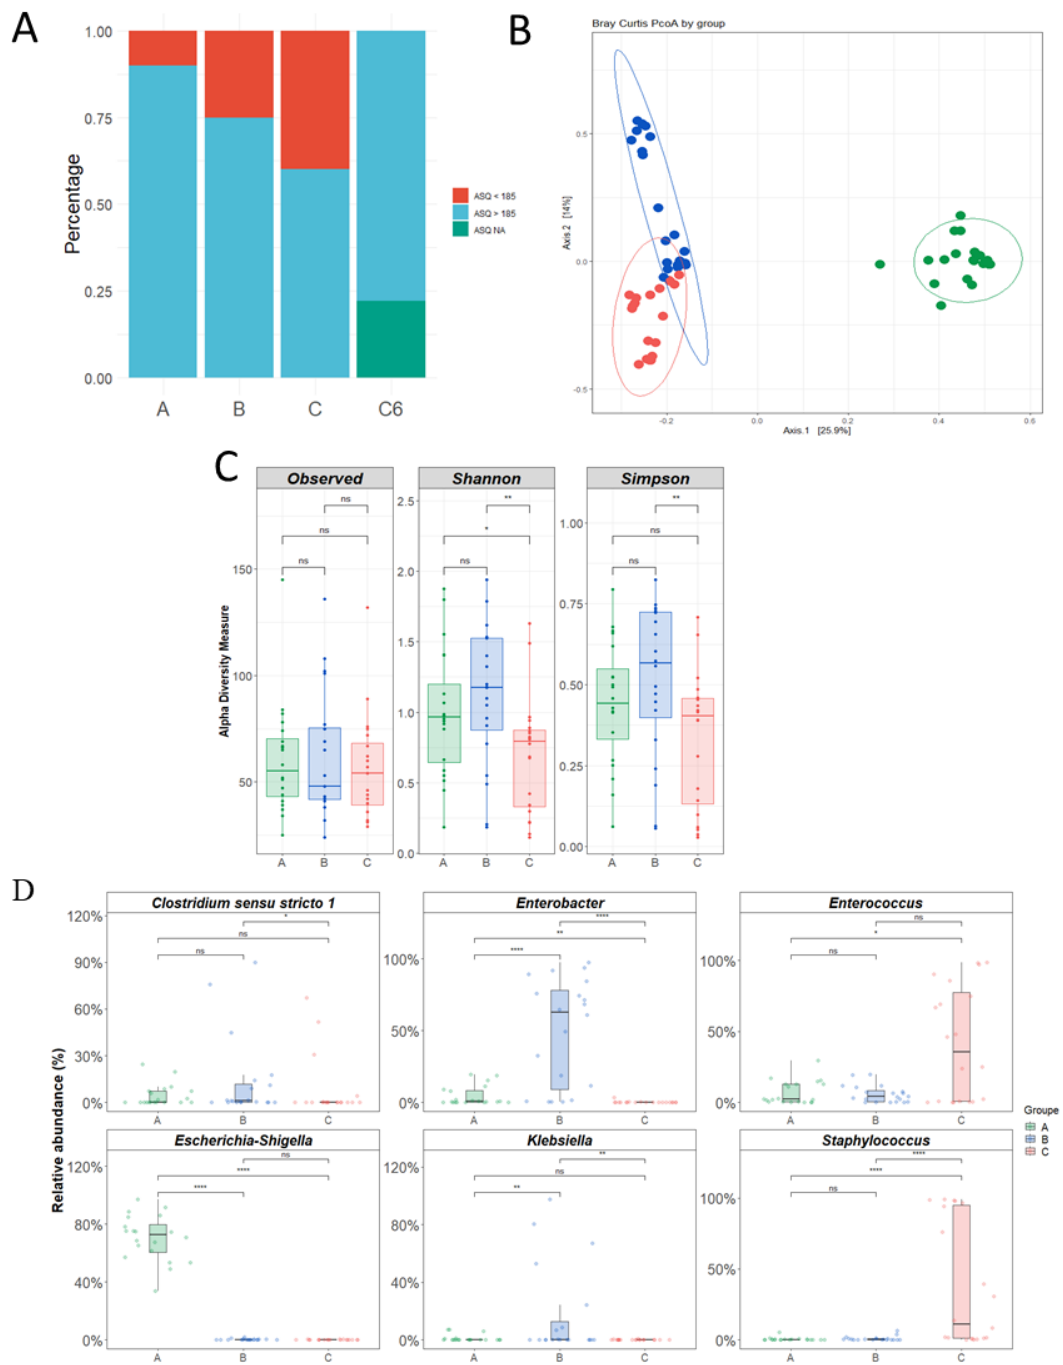 A
1.00
0.75
0.50
0.25
0.00
Percentage
A B C C6
ASQ < 185
ASQ > 185
ASQ NA
B
Bray Curtis PcoA by group
0.5
0.0
-0.5
Axis.2 [14%]
-0.2 0.0 0.2 0.4 0.6
Axis.1 [25.9%]
C
Alpha Diversity Measure
Observed
ns
ns
ns
150
100
50
A B C
Shannon
2.5
2.0
1.5
1.0
0.5
0.0
**
*
ns
A B C
Simpson
1.00
0.75
0.50
0.25
0.00
**
ns
ns
A B C
D
Relative abundance (%)
Clostridium sensu stricto 1
120%
90%
60%
30%
0%
*
ns
ns
A B C
Enterobacter
100%
50%
0%
****
**
****
A B C
Enterococcus
100%
50%
0%
ns
*
ns
A B C
Groupe
A
B
C
Escherichia-Shigella
120%
80%
40%
0%
ns
****
****
A B C
Klebsiella
120%
80%
40%
0%
**
ns
**
A B C
Staphylococcus
100%
50%
0%
****
****
ns
A B C